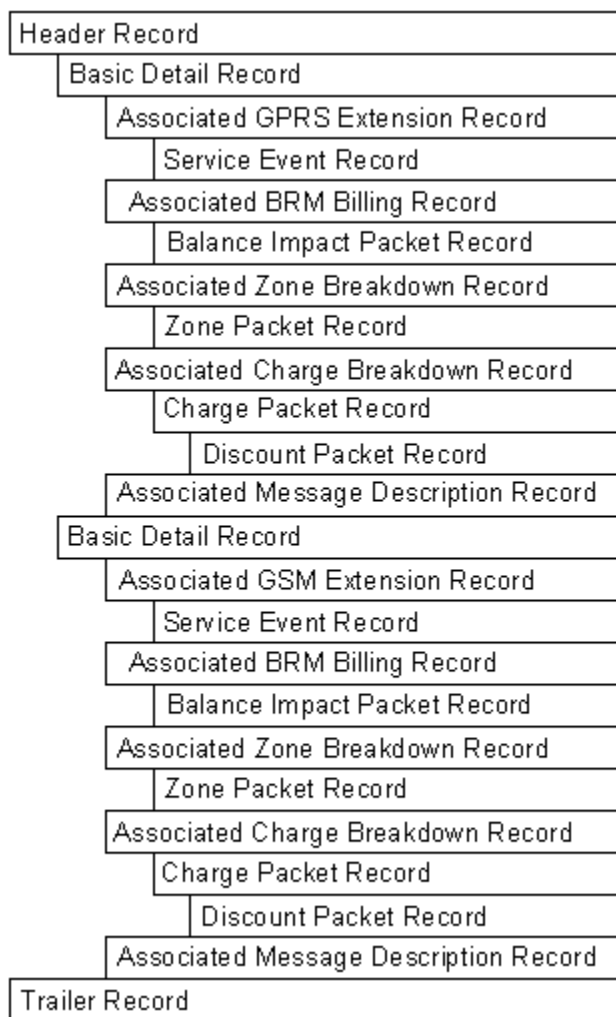 Header Record
Basic Detail Record
Associated GPRS Extension Record
Service Event Record
Associated BRM Billing Record
Balance Impact Packet Record
Associated Zone Breakdown Record
Zone Packet Record
Associated Charge Breakdown Record
Charge Packet Record
Discount Packet Record
Associated Message Description Record
Basic Detail Record
Associated GSM Extension Record
Service Event Record
Associated BRM Billing Record
Balance Impact Packet Record
Associated Zone Breakdown Record
Zone Packet Record
Associated Charge Breakdown Record
Charge Packet Record
Discount Packet Record
Associated Message Description Record
Trailer Record